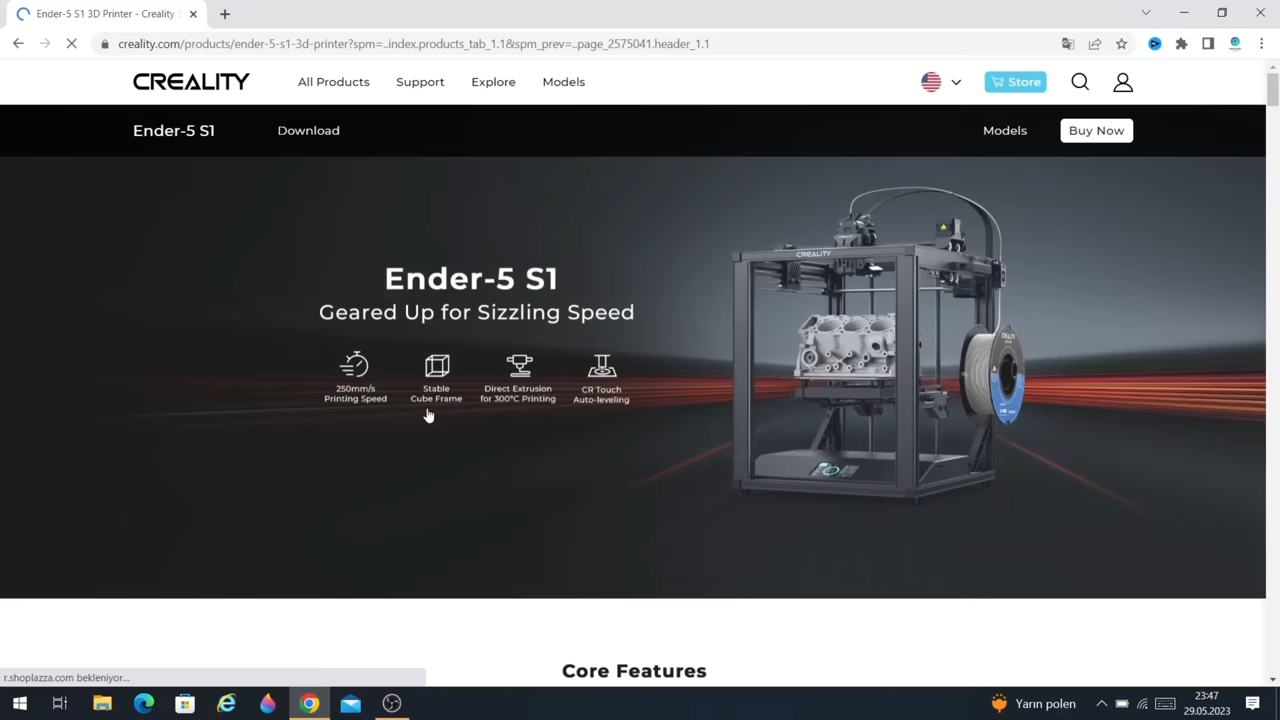 Ender-5 S1 3D Printer - Creality
creality.com/products/ender-5-s1-3d-printer?spm=..index.products_tab_1.1&spm_prev=..page_2575041.header_1.1
CREALITY
All Products
Support
Explore
Models
Store
Ender-5 S1
Download
Models
Buy Now
CREALITY
Ender-5 S1
Geared Up for Sizzling Speed
250mm/s
Printing Speed
Stable
Cube Frame
Direct Extrusion
for 300°C Printing
CR Touch
Auto-leveling
CREALITY
Core Features
r.shoplazza.com bekleniyor...
Yarın polen
23:47
29.05.2023